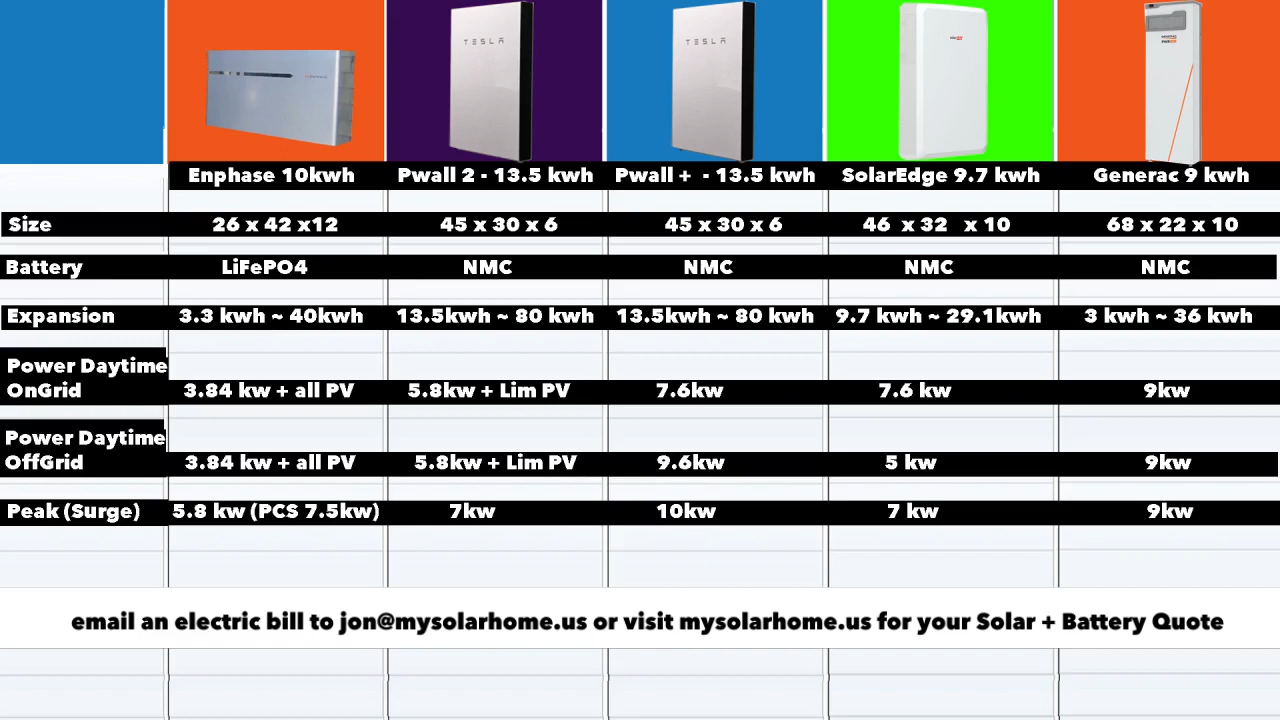 TESLA
TESLA
Enphase 10kwh Pwall 2 - 13.5 kwh Pwall + - 13.5 kwh SolarEdge 9.7 kwh Generac 9 kwh
Size 26 x 42 x12 45 x 30 x 6 45 x 30 x 6 46 x 32 x 10 68 x 22 x 10
Battery LiFePO4 NMC NMC NMC NMC
Expansion 3.3 kwh ~ 40kwh 13.5kwh ~ 80 kwh 13.5kwh ~ 80 kwh 9.7 kwh ~ 29.1kwh 3 kwh ~ 36 kwh
Power Daytime
OnGrid 3.84 kw + all PV 5.8kw + Lim PV 7.6kw 7.6 kw 9kw
Power Daytime
OffGrid 3.84 kw + all PV 5.8kw + Lim PV 9.6kw 5 kw 9kw
Peak (Surge) 5.8 kw (PCS 7.5kw) 7kw 10kw 7 kw 9kw
email an electric bill to jon@mysolarhome.us or visit mysolarhome.us for your Solar + Battery Quote